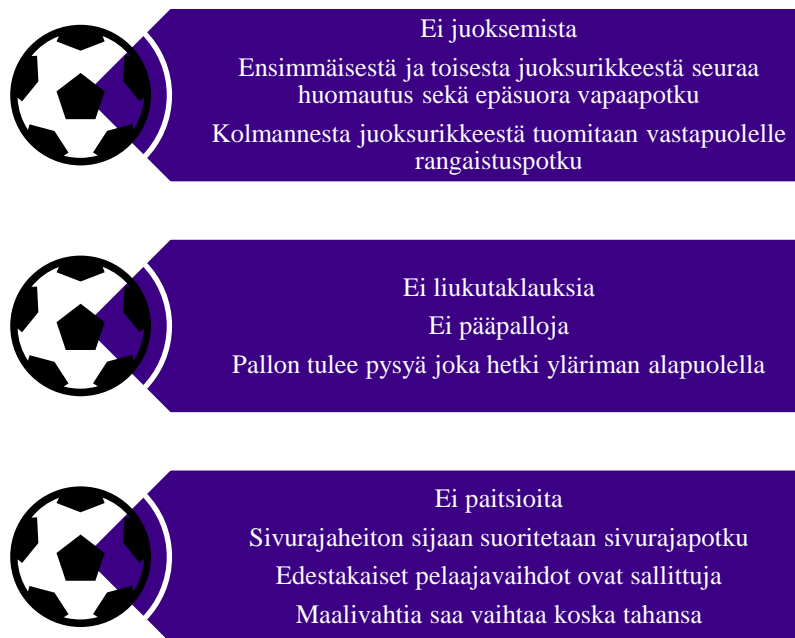 Ei juoksemista
Ensimmäisestä ja toisesta juoksurikkeestä seuraa
huomautus sekä epäsuora vapaapotku
Kolmannesta juoksurikkeestä tuomitaan vastapuolelle
rangaistuspotku
Ei liukutaklauksia
Ei pääpalloja
Pallon tulee pysyä joka hetki yläriman alapuolella
Ei paitsioita
Sivurajaheiton sijaan suoritetaan sivurajapotku
Edestakaiset pelaajavaihdot ovat sallittuja
Maalivahtia saa vaihtaa koska tahansa